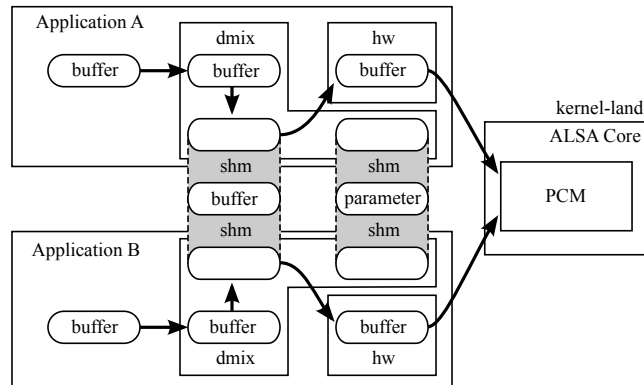 Application A
dmix
hw
buffer
buffer
buffer
kernel-land
ALSA Core
shm
shm
PCM
buffer
parameter
shm
shm
Application B
buffer
buffer
buffer
dmix
hw